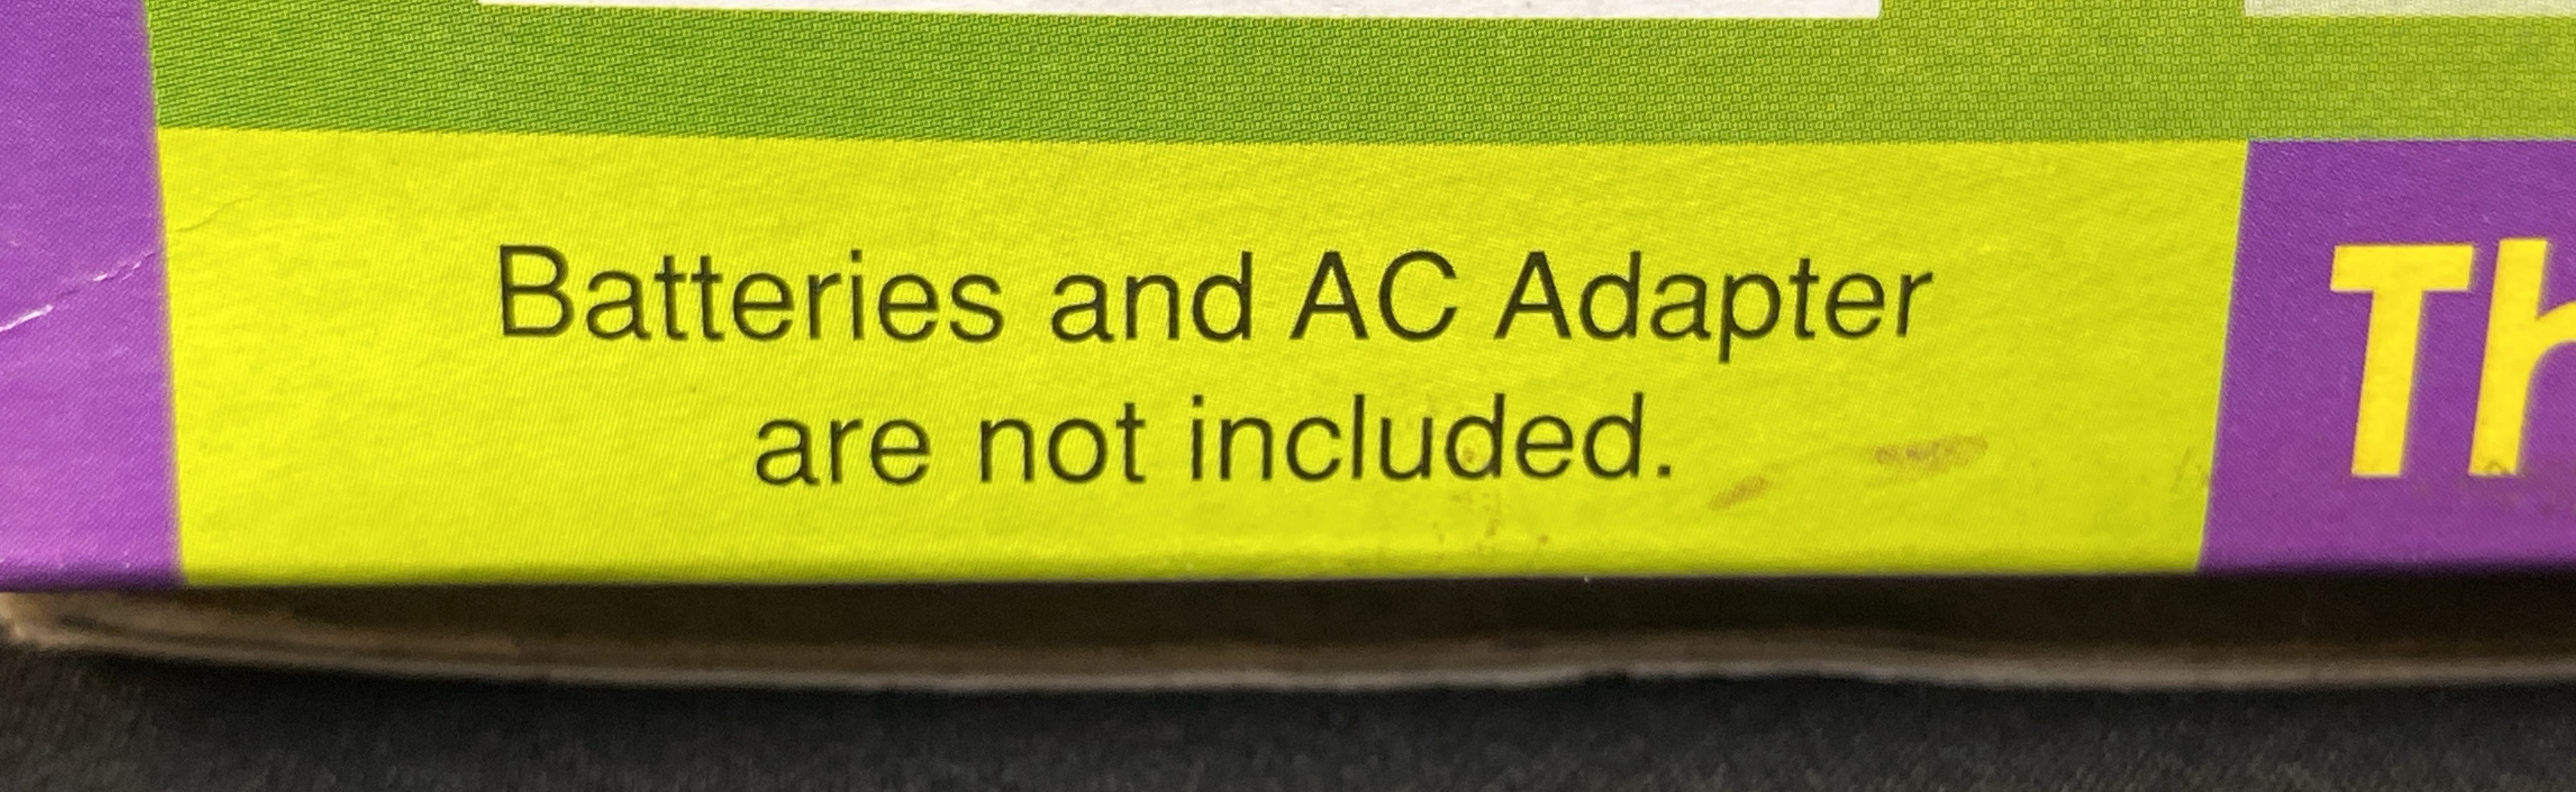 Batteries and AC Adapter
are not included.